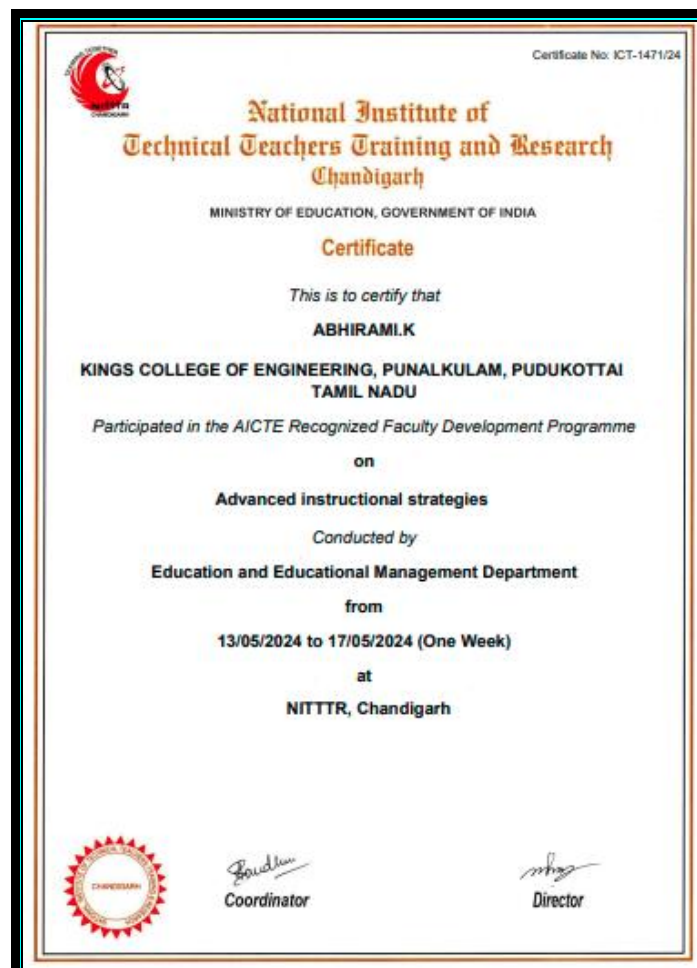 Certificate No: ICT-1471/24
NITTTR
CHANDIGARH
National Institute of
Technical Teachers Training and Research
Chandigarh
MINISTRY OF EDUCATION, GOVERNMENT OF INDIA
Certificate
This is to certify that
ABHIRAMI.K
KINGS COLLEGE OF ENGINEERING, PUNALKULAM, PUDUKOTTAI
TAMIL NADU
Participated in the AICTE Recognized Faculty Development Programme
on
Advanced instructional strategies
Conducted by
Education and Educational Management Department
from
13/05/2024 to 17/05/2024 (One Week)
at
NITTTR, Chandigarh
CHANDIGARH
Coordinator
Director